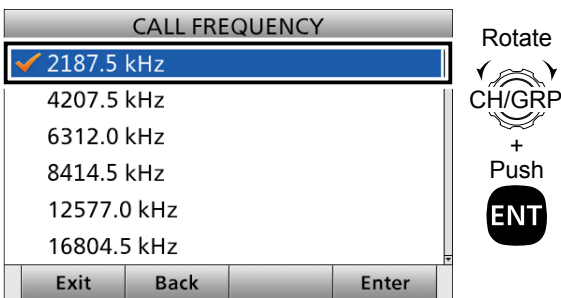 CALL FREQUENCY
2187.5 kHz
4207.5 kHz
6312.0 kHz
8414.5 kHz
12577.0 kHz
16804.5 kHz
Exit Back Enter
Rotate
CH/GRP
+
Push
ENT